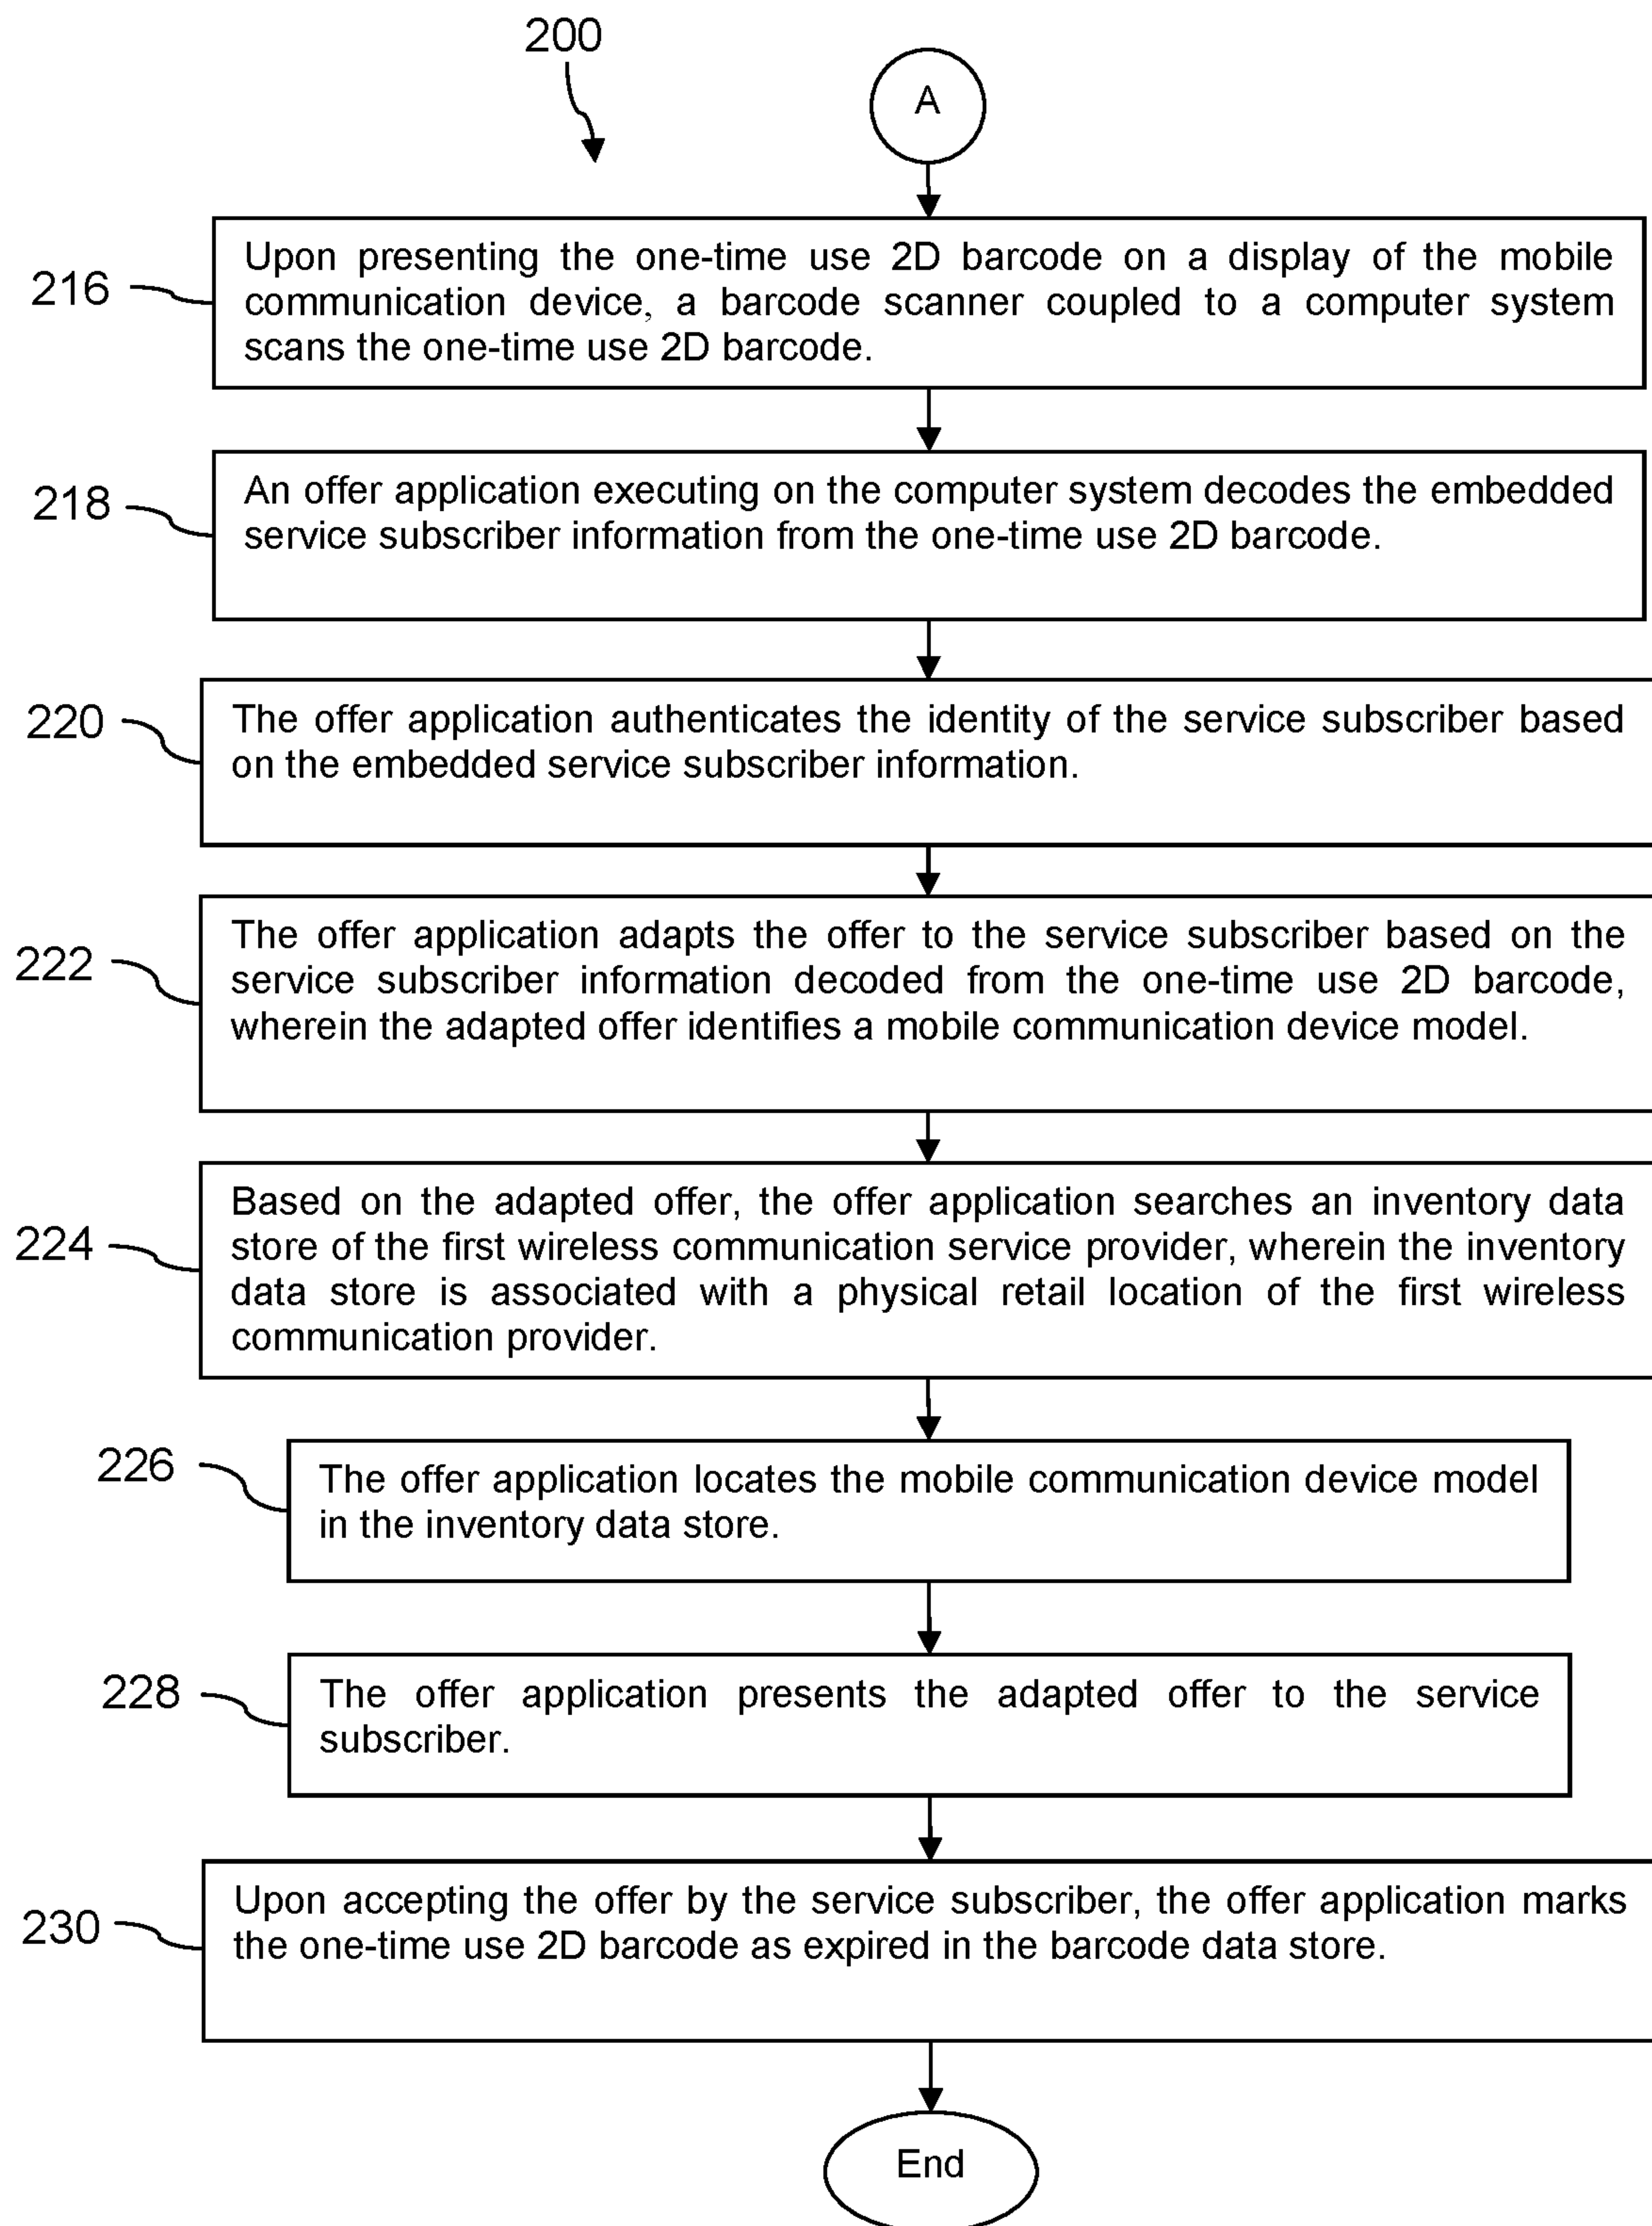 200
A
216
Upon presenting the one-time use 2D barcode on a display of the mobile
communication device, a barcode scanner coupled to a computer system
scans the one-time use 2D barcode.
218
An offer application executing on the computer system decodes the embedded
service subscriber information from the one-time use 2D barcode.
220
The offer application authenticates the identity of the service subscriber based
on the embedded service subscriber information.
222
The offer application adapts the offer to the service subscriber based on the
service subscriber information decoded from the one-time use 2D barcode,
wherein the adapted offer identifies a mobile communication device model.
224
Based on the adapted offer, the offer application searches an inventory data
store of the first wireless communication service provider, wherein the inventory
data store is associated with a physical retail location of the first wireless
communication provider.
226
The offer application locates the mobile communication device model
in the inventory data store.
228
The offer application presents the adapted offer to the service
subscriber.
230
Upon accepting the offer by the service subscriber, the offer application marks
the one-time use 2D barcode as expired in the barcode data store.
End